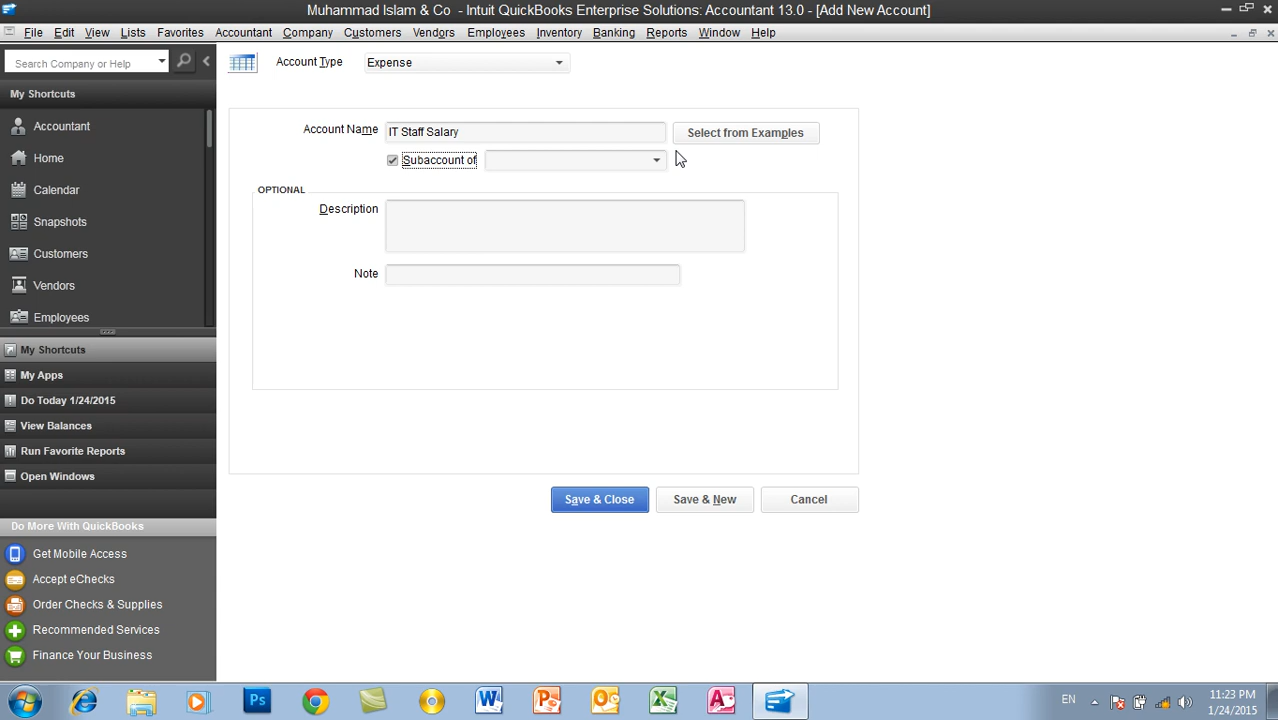 Muhammad Islam & Co - Intuit QuickBooks Enterprise Solutions: Accountant 13.0 - [Add New Account]
File Edit View Lists Favorites Accountant Company Customers Vendors Employees Inventory Banking Reports Window Help
Search Company or Help
My Shortcuts
Accountant
Home
Calendar
Snapshots
Customers
Vendors
Employees
My Shortcuts
My Apps
Do Today 1/24/2015
View Balances
Run Favorite Reports
Open Windows
Do More With QuickBooks
Get Mobile Access
Accept eChecks
Order Checks & Supplies
Recommended Services
Finance Your Business
Account Type Expense
Account Name IT Staff Salary Select from Examples
Subaccount of
OPTIONAL
Description
Note
Save & Close Save & New Cancel
EN
11:23 PM
1/24/2015